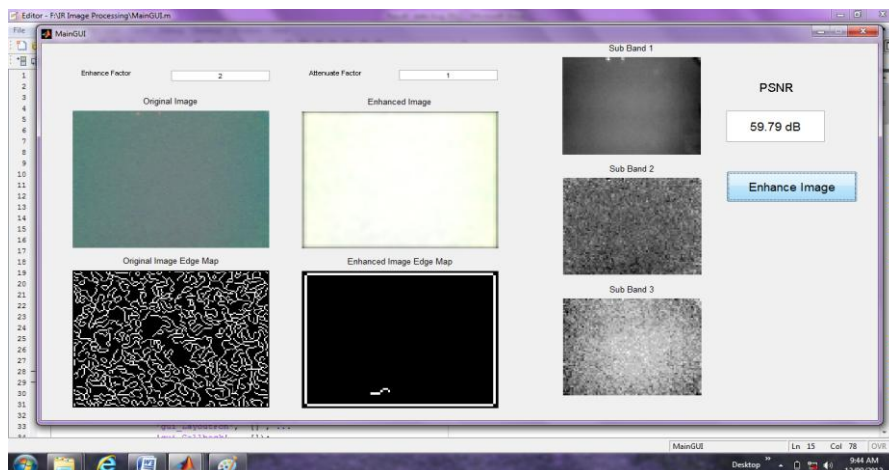 Editor - F:\IR Image Processing\MainGUI.m
File
MainGUI
Enhance Factor
2
Attenuate Factor
1
Original Image
Enhanced Image
Original Image Edge Map
Enhanced Image Edge Map
Sub Band 1
Sub Band 2
Sub Band 3
PSNR
59.79 dB
Enhance Image
1
2
3
4
5
6
7
8
9
10
11
12
13
14
15
16
17
18
19
20
21
22
23
24
25
26
27
28 -
29 -
30
31
32
33
MainGUI
Ln 15 Col 78 OVR
Desktop
9:44 AM